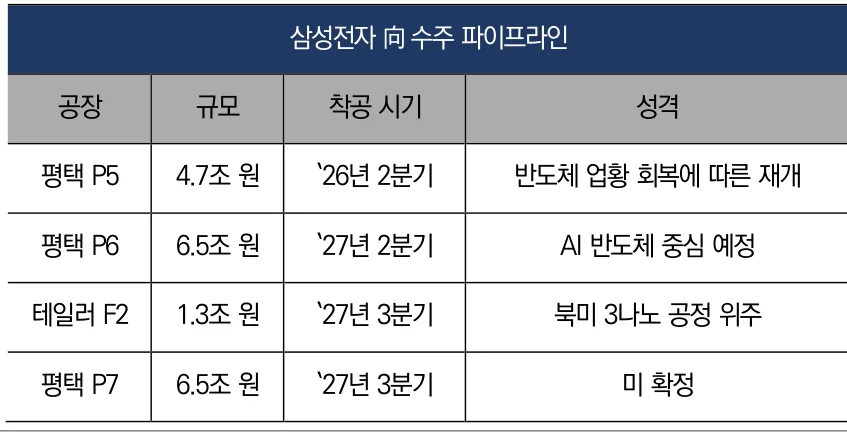 삼성전자 向 수주 파이프라인
공장 규모 착공 시기 성격
평택 P5 4.7조 원 ‵26년 2분기 반도체 업황 회복에 따른 재개
평택 P6 6.5조 원 ‵27년 2분기 AI 반도체 중심 예정
테일러 F2 1.3조 원 ‵27년 3분기 북미 3나노 공정 위주
평택 P7 6.5조 원 ‵27년 3분기 미 확정